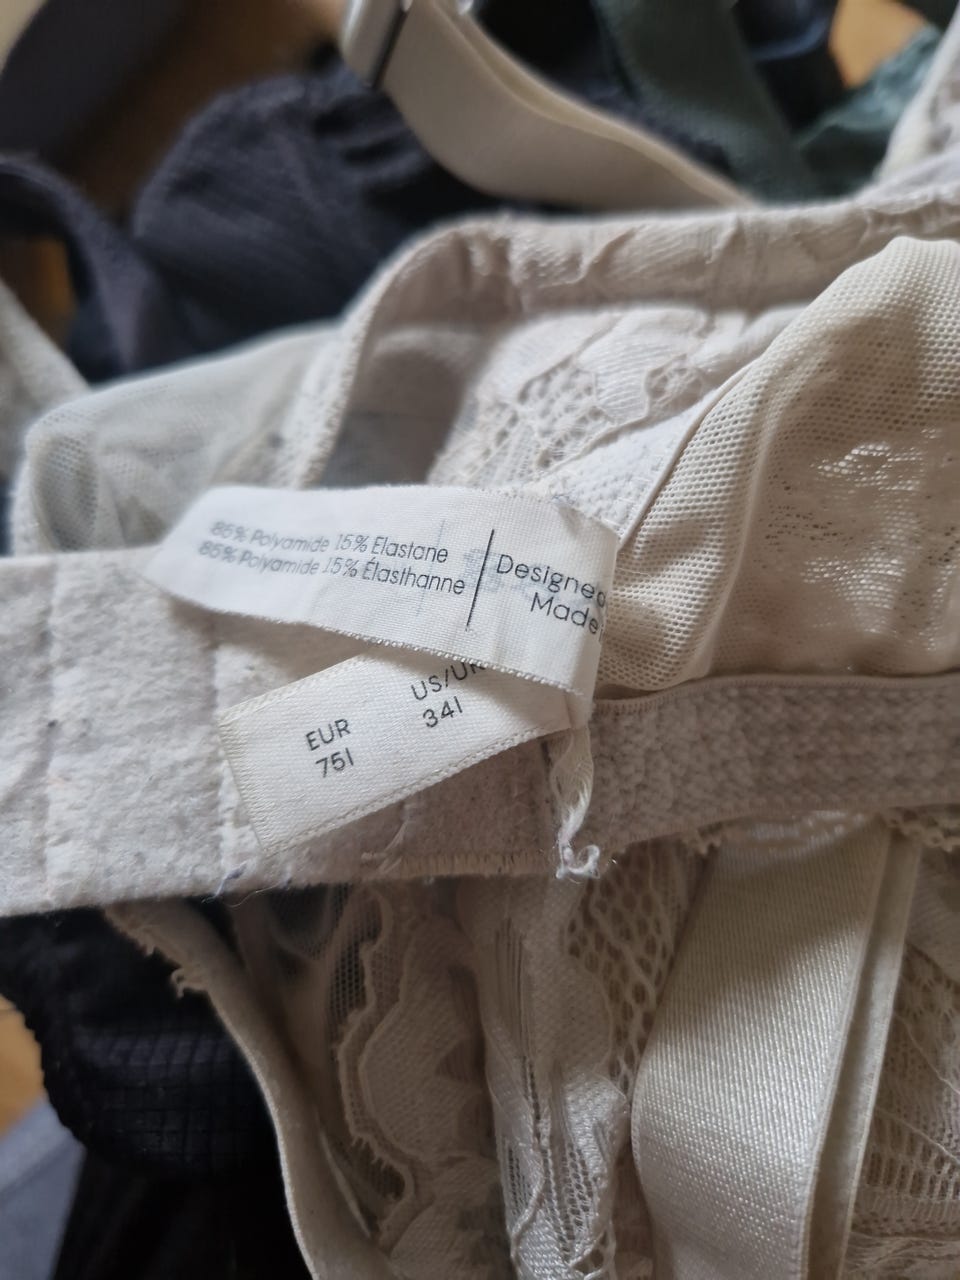 85% Polyamide 15% Elastane
85% Polyamide 15% Élasthanne
Designed
Made
EUR
75I
US/UK
34I